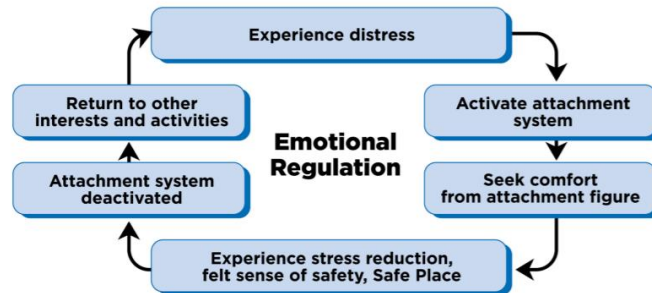 Experience distress
Activate attachment
system
Seek comfort
from attachment figure
Experience stress reduction,
felt sense of safety, Safe Place
Attachment system
deactivated
Return to other
interests and activities
Emotional
Regulation